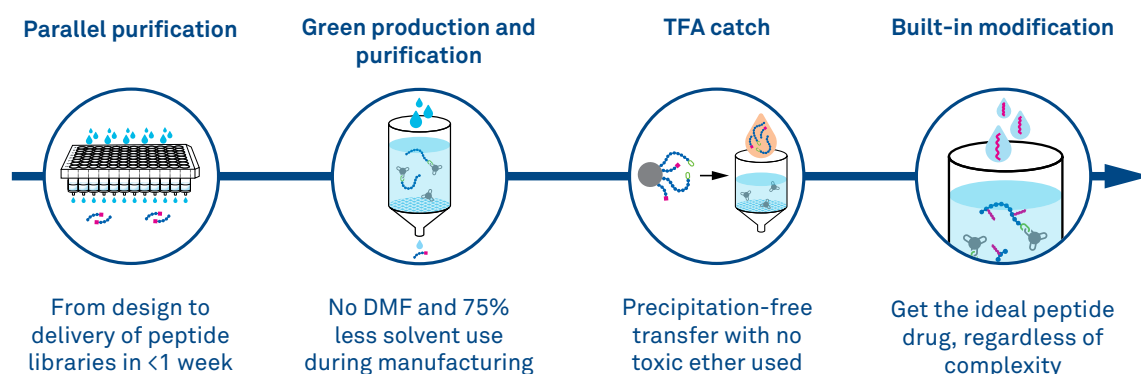 Parallel purification
Green production and
purification
TFA catch
Built-in modification
From design to
delivery of peptide
libraries in <1 week
No DMF and 75%
less solvent use
during manufacturing
Precipitation-free
transfer with no
toxic ether used
Get the ideal peptide
drug, regardless of
complexity